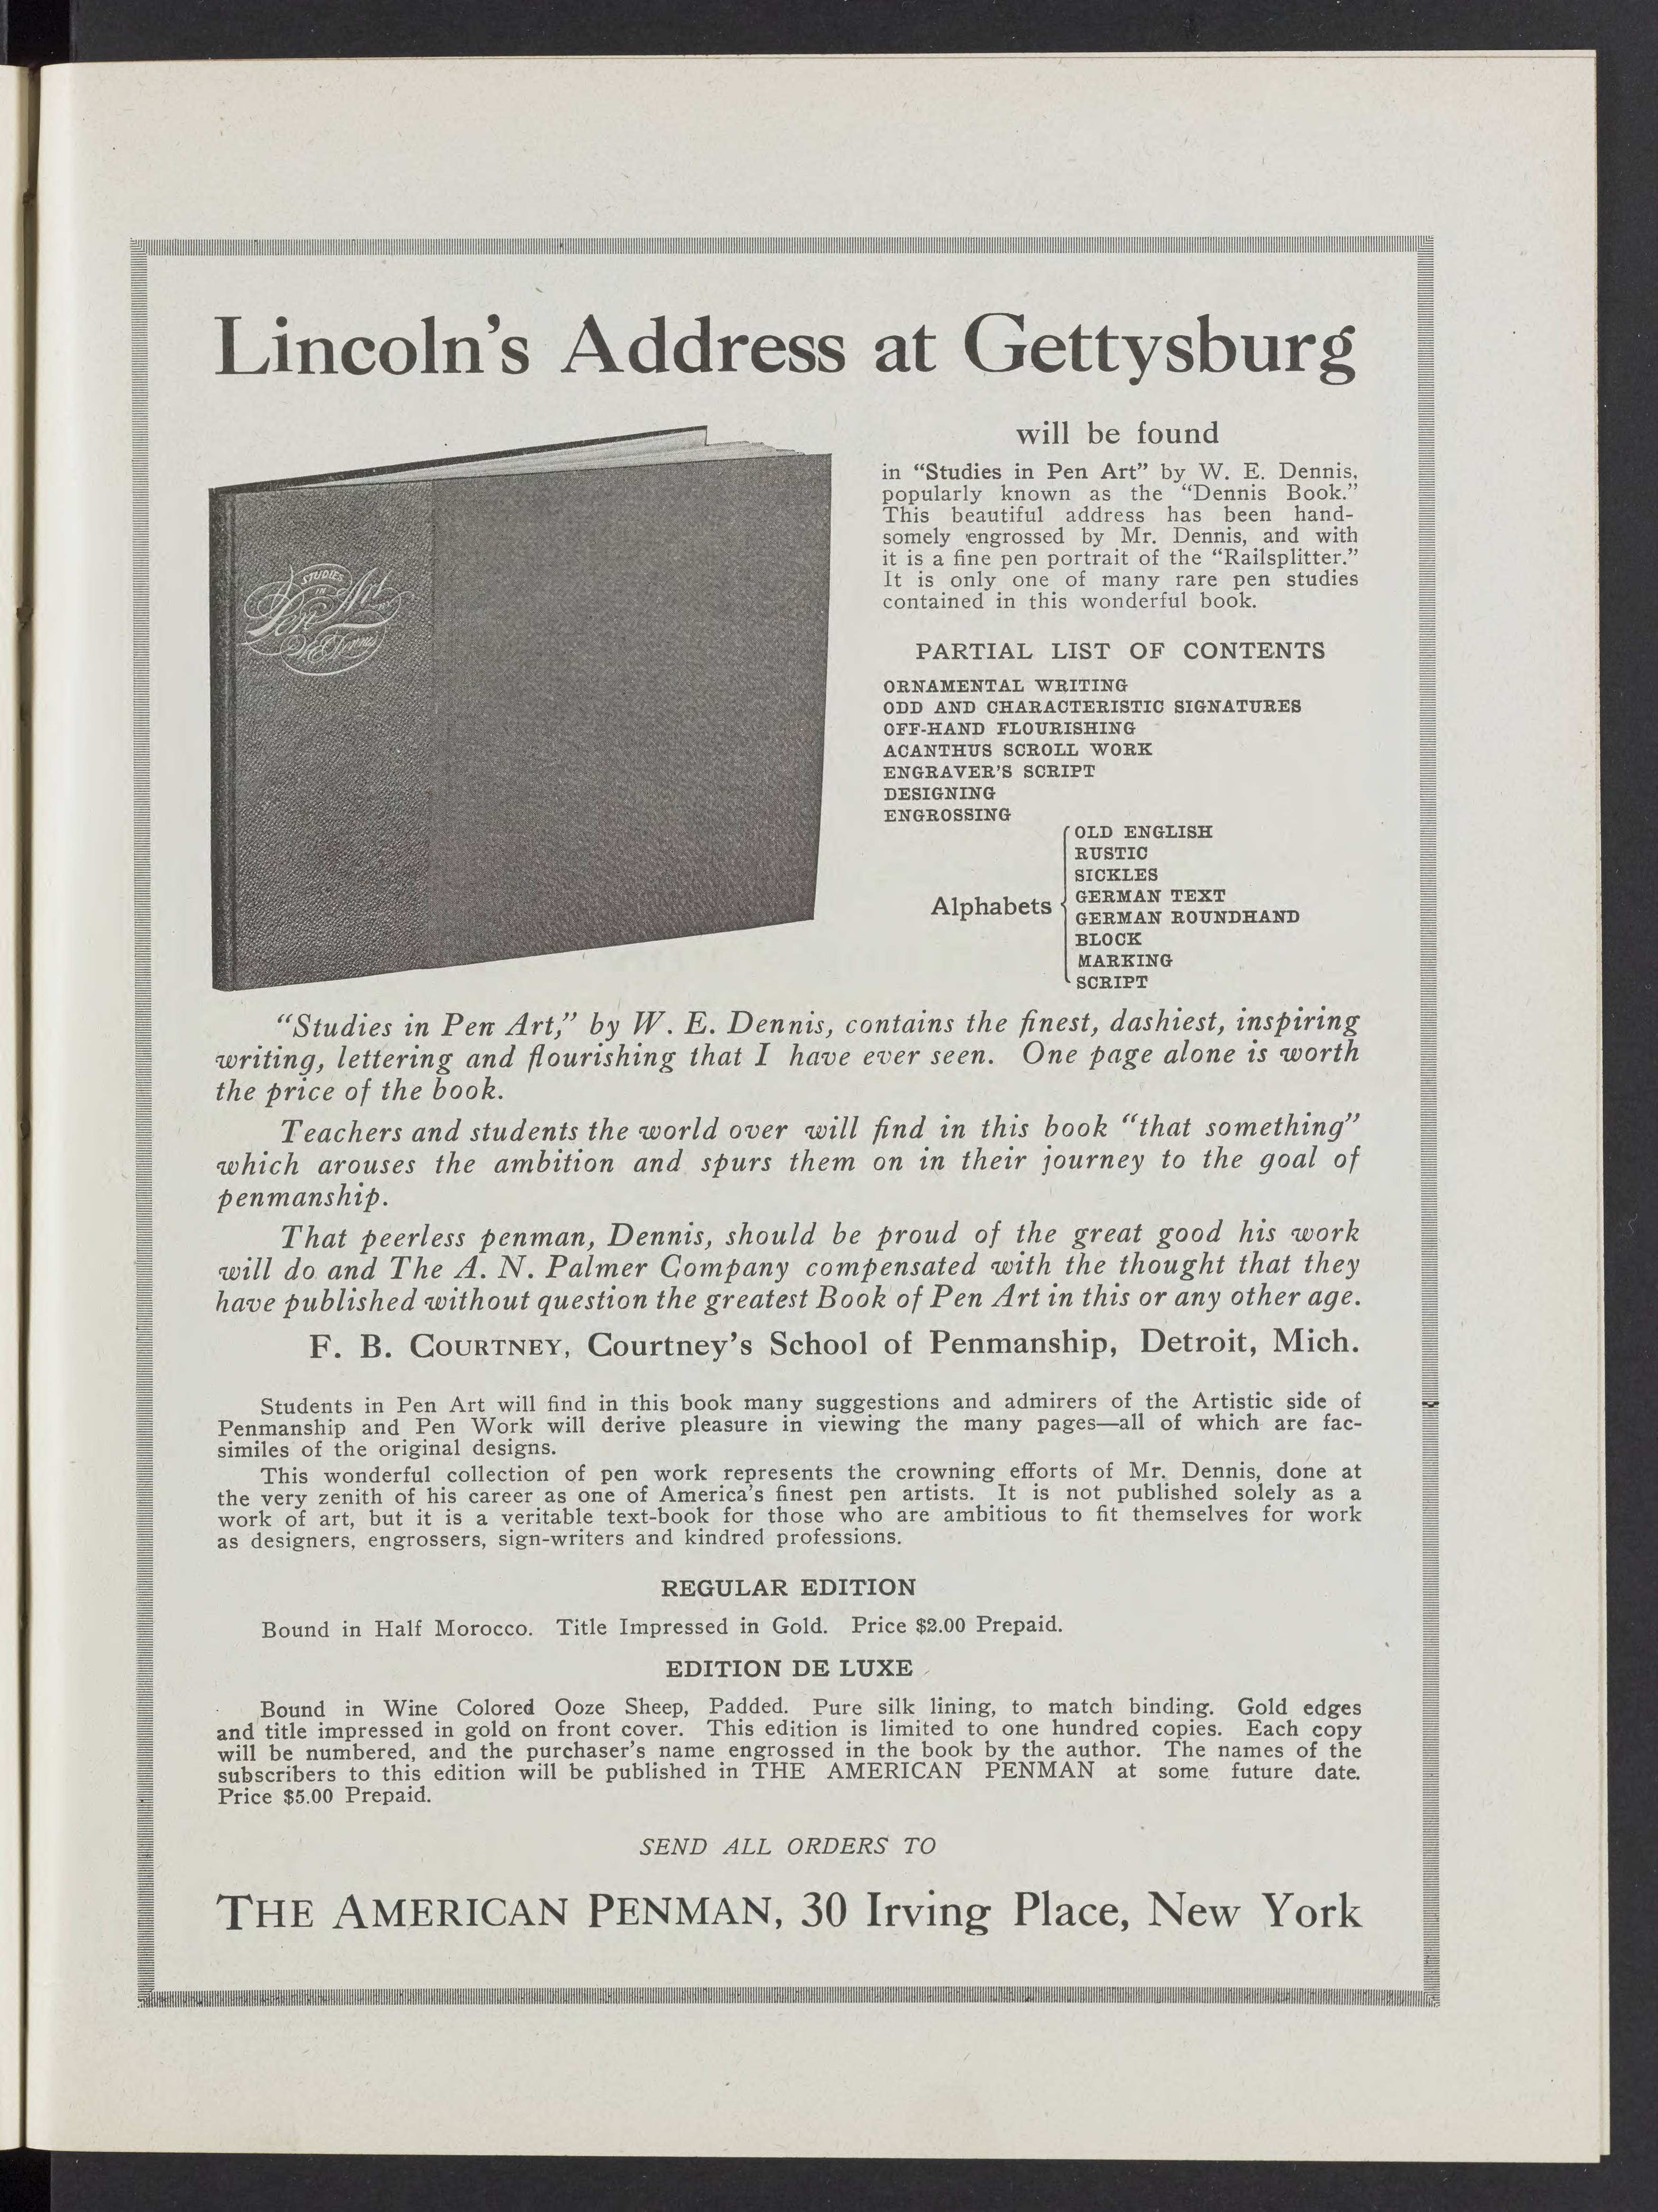 Lincoln's Address at Gettysburg
STUDIES
IN
Pen Art
BY
W E Dennis
will be found
in “Studies in Pen Art” by W. E. Dennis,
popularly known as the “Dennis Book.”
This beautiful address has been hand-
somely engrossed by Mr. Dennis, and with
it is a fine pen portrait of the “Railsplitter.”
It is only one of many rare pen studies
contained in this wonderful book.
PARTIAL LIST OF CONTENTS
ORNAMENTAL WRITING
ODD AND CHARACTERISTIC SIGNATURES
OFF-HAND FLOURISHING
ACANTHUS SCROLL WORK
ENGRAVER'S SCRIPT
DESIGNING
ENGROSSING
Alphabets
OLD ENGLISH
RUSTIC
SICKLES
GERMAN TEXT
GERMAN ROUNDHAND
BLOCK
MARKING
SCRIPT
“Studies in Pen Art,” by W. E. Dennis, contains the finest, dashiest, inspiring
writing, lettering and flourishing that I have ever seen. One page alone is worth
the price of the book.
Teachers and students the world over will find in this book “that something”
which arouses the ambition and spurs them on in their journey to the goal of
penmanship.
That peerless penman, Dennis, should be proud of the great good his work
will do and The A. N. Palmer Company compensated with the thought that they
have published without question the greatest Book of Pen Art in this or any other age.
F. B. COURTNEY, Courtney's School of Penmanship, Detroit, Mich.
Students in Pen Art will find in this book many suggestions and admirers of the Artistic side of
Penmanship and Pen Work will derive pleasure in viewing the many pages—all of which are fac-
similes of the original designs.
This wonderful collection of pen work represents the crowning efforts of Mr. Dennis, done at
the very zenith of his career as one of America's finest pen artists. It is not published solely as a
work of art, but it is a veritable text-book for those who are ambitious to fit themselves for work
as designers, engrossers, sign-writers and kindred professions.
REGULAR EDITION
Bound in Half Morocco. Title Impressed in Gold. Price $2.00 Prepaid.
EDITION DE LUXE
Bound in Wine Colored Ooze Sheep, Padded. Pure silk lining, to match binding. Gold edges
and title impressed in gold on front cover. This edition is limited to one hundred copies. Each copy
will be numbered, and the purchaser's name engrossed in the book by the author. The names of the
subscribers to this edition will be published in THE AMERICAN PENMAN at some future date.
Price $5.00 Prepaid.
SEND ALL ORDERS TO
THE AMERICAN PENMAN, 30 Irving Place, New York